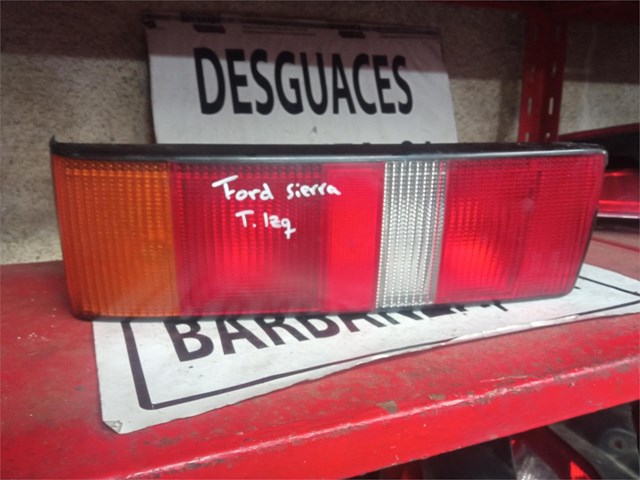 DESGUACES
Ford sierra
T. Izq